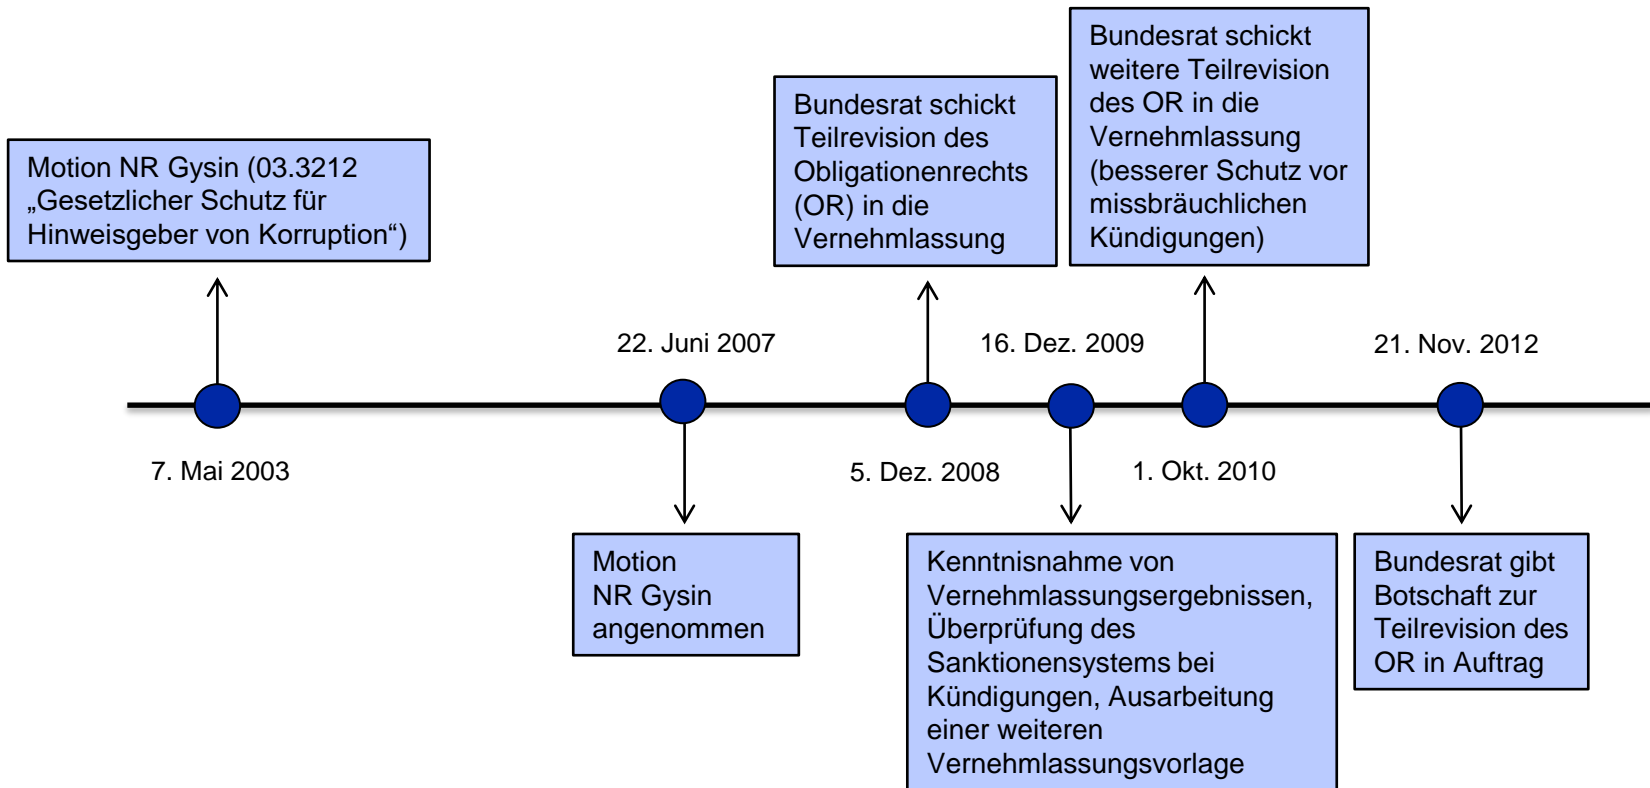 Motion NR Gysin (03.3212
„Gesetzlicher Schutz für
Hinweisgeber von Korruption“)
7. Mai 2003
22. Juni 2007
Motion
NR Gysin
angenommen
Bundesrat schickt
Teilrevision des
Obligationenrechts
(OR) in die
Vernehmlassung
5. Dez. 2008
16. Dez. 2009
Kenntnisnahme von
Vernehmlassungsergebnissen,
Überprüfung des
Sanktionensystems bei
Kündigungen, Ausarbeitung
einer weiteren
Vernehmlassungsvorlage
Bundesrat schickt
weitere Teilrevision
des OR in die
Vernehmlassung
(besserer Schutz vor
missbräuchlichen
Kündigungen)
1. Okt. 2010
21. Nov. 2012
Bundesrat gibt
Botschaft zur
Teilrevision des
OR in Auftrag